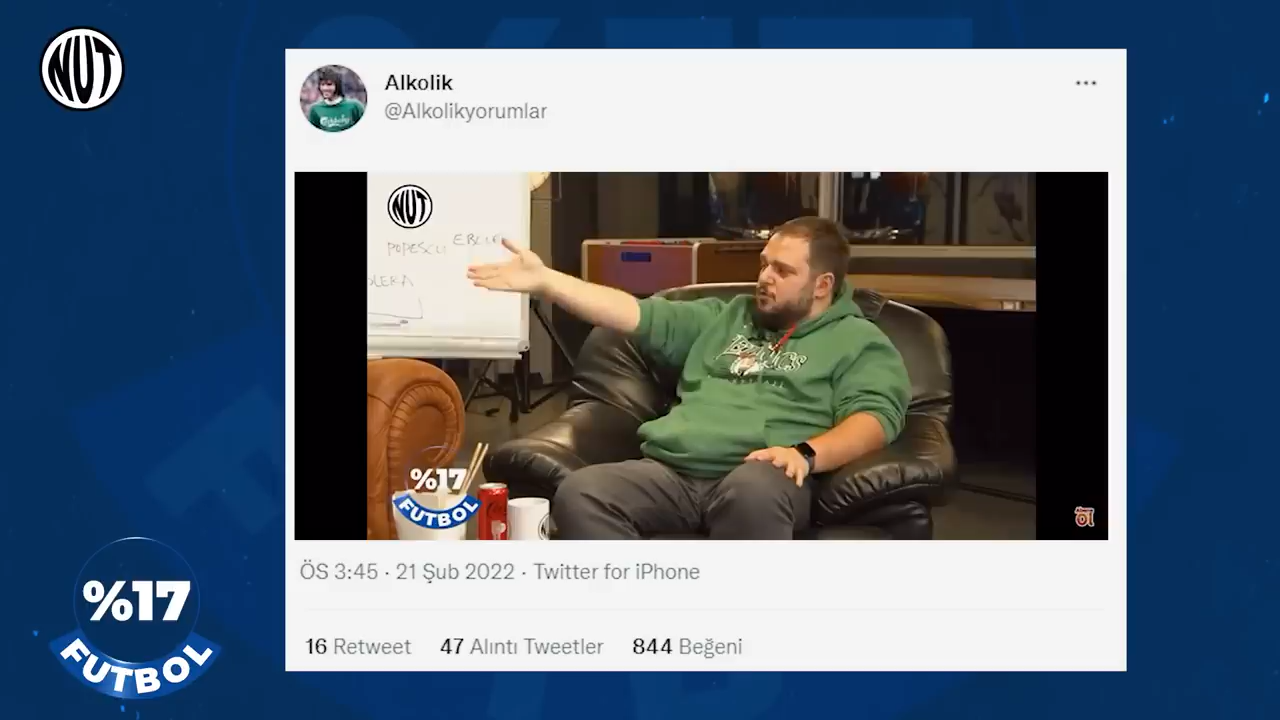 NUT
Alkolik
@Alkolikyorumlar
NUT
POPESCU
%17
FUTBOL
ÖS 3:45 · 21 Şub 2022 · Twitter for iPhone
16 Retweet 47 Alıntı Tweetler 844 Beğeni
%17
FUTBOL